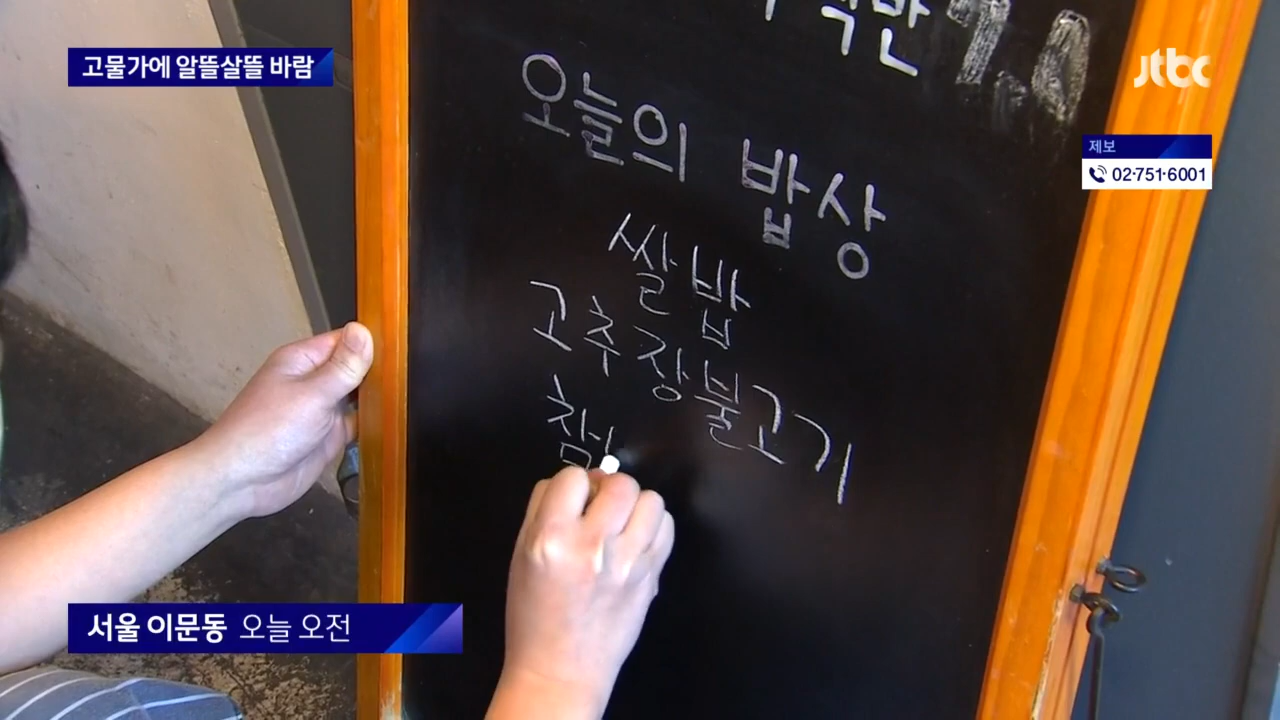 고물가에 알뜰살뜰 바람
jtbc
제보
02·751·6001
오늘의 밥상
쌀밥
고추장불고기
서울 이문동 오늘 오전